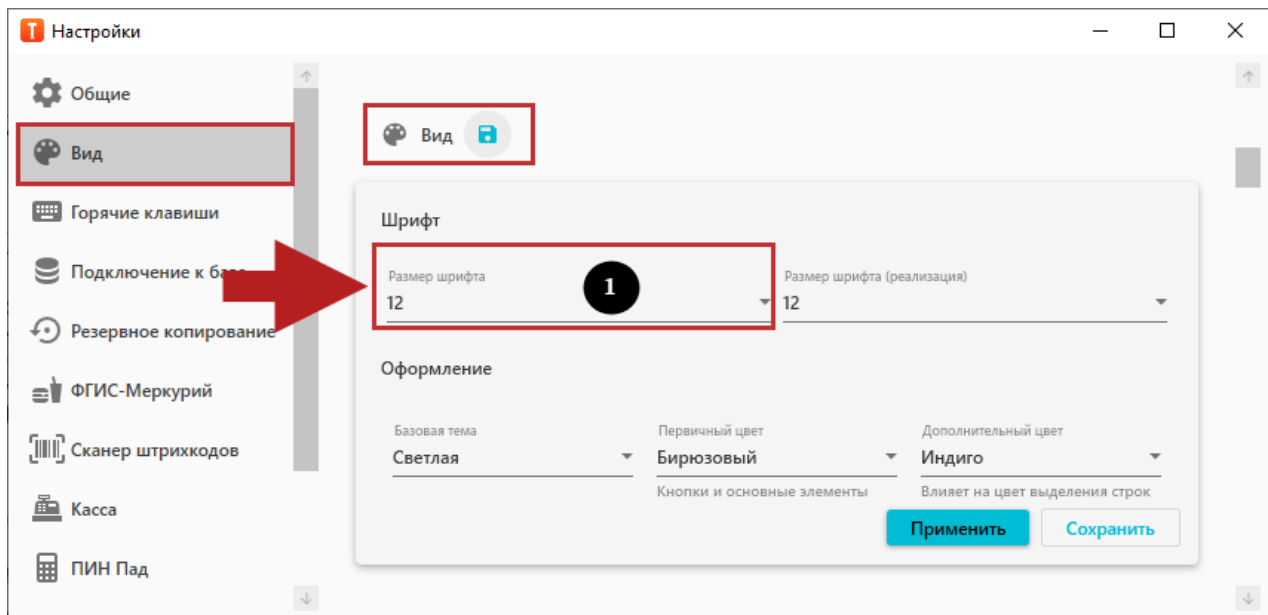 Настройки
Общие
Вид
Горячие клавиши
Подключение к базе
Резервное копирование
ФГИС-Меркурий
Сканер штрихкодов
Касса
ПИН Пад
Вид
Шрифт
Размер шрифта
12
1
Размер шрифта (реализация)
12
Оформление
Базовая тема
Светлая
Первичный цвет
Бирюзовый
Кнопки и основные элементы
Дополнительный цвет
Индиго
Влияет на цвет выделения строк
Применить
Сохранить